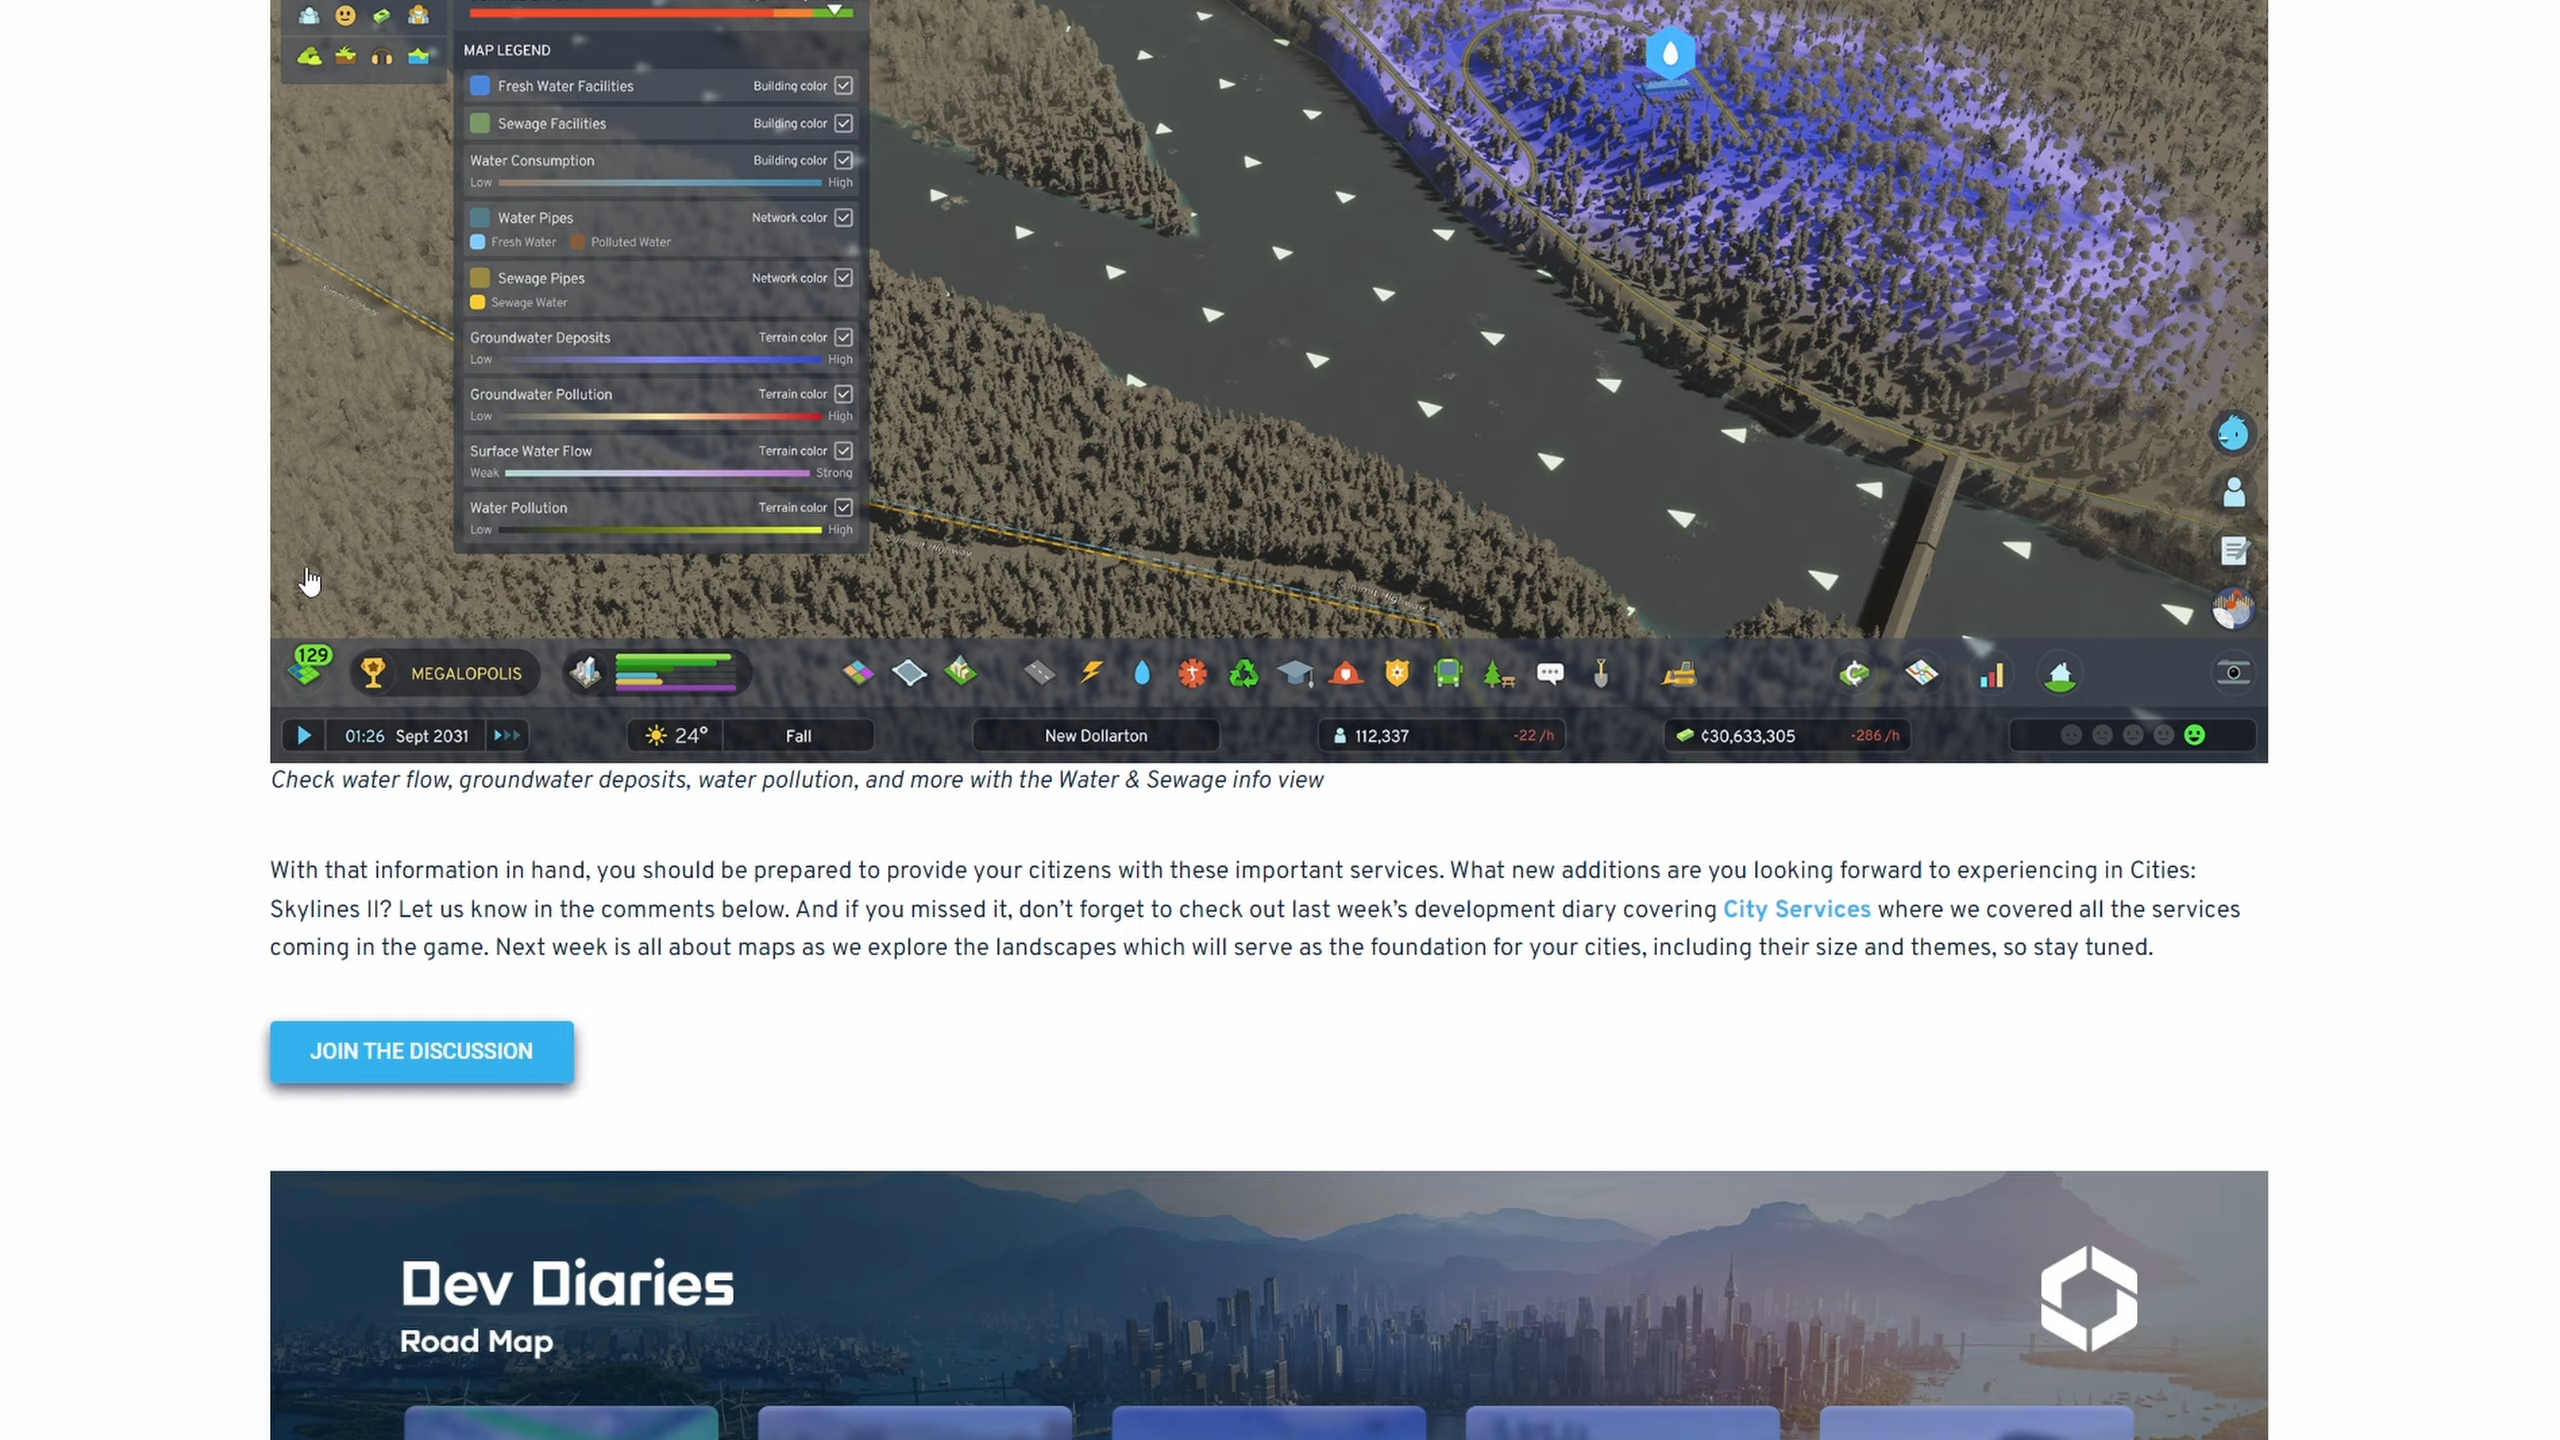 MAP LEGEND
Fresh Water Facilities Building color
Sewage Facilities Building color
Water Consumption Building color
Low High
Water Pipes Network color
Fresh Water Polluted Water
Sewage Pipes Network color
Sewage Water
Groundwater Deposits Terrain color
Low High
Groundwater Pollution Terrain color
Low High
Surface Water Flow Terrain color
Weak Strong
Water Pollution Terrain color
Low High
Summit Highway
Summit Highway
129
MEGALOPOLIS
01:26 Sept 2031 24° Fall New Dollarton 112,337 -22 /h ¢30,633,305 -286 /h
Check water flow, groundwater deposits, water pollution, and more with the Water & Sewage info view
With that information in hand, you should be prepared to provide your citizens with these important services. What new additions are you looking forward to experiencing in Cities:
Skylines II? Let us know in the comments below. And if you missed it, don’t forget to check out last week’s development diary covering City Services where we covered all the services
coming in the game. Next week is all about maps as we explore the landscapes which will serve as the foundation for your cities, including their size and themes, so stay tuned.
JOIN THE DISCUSSION
Dev Diaries
Road Map